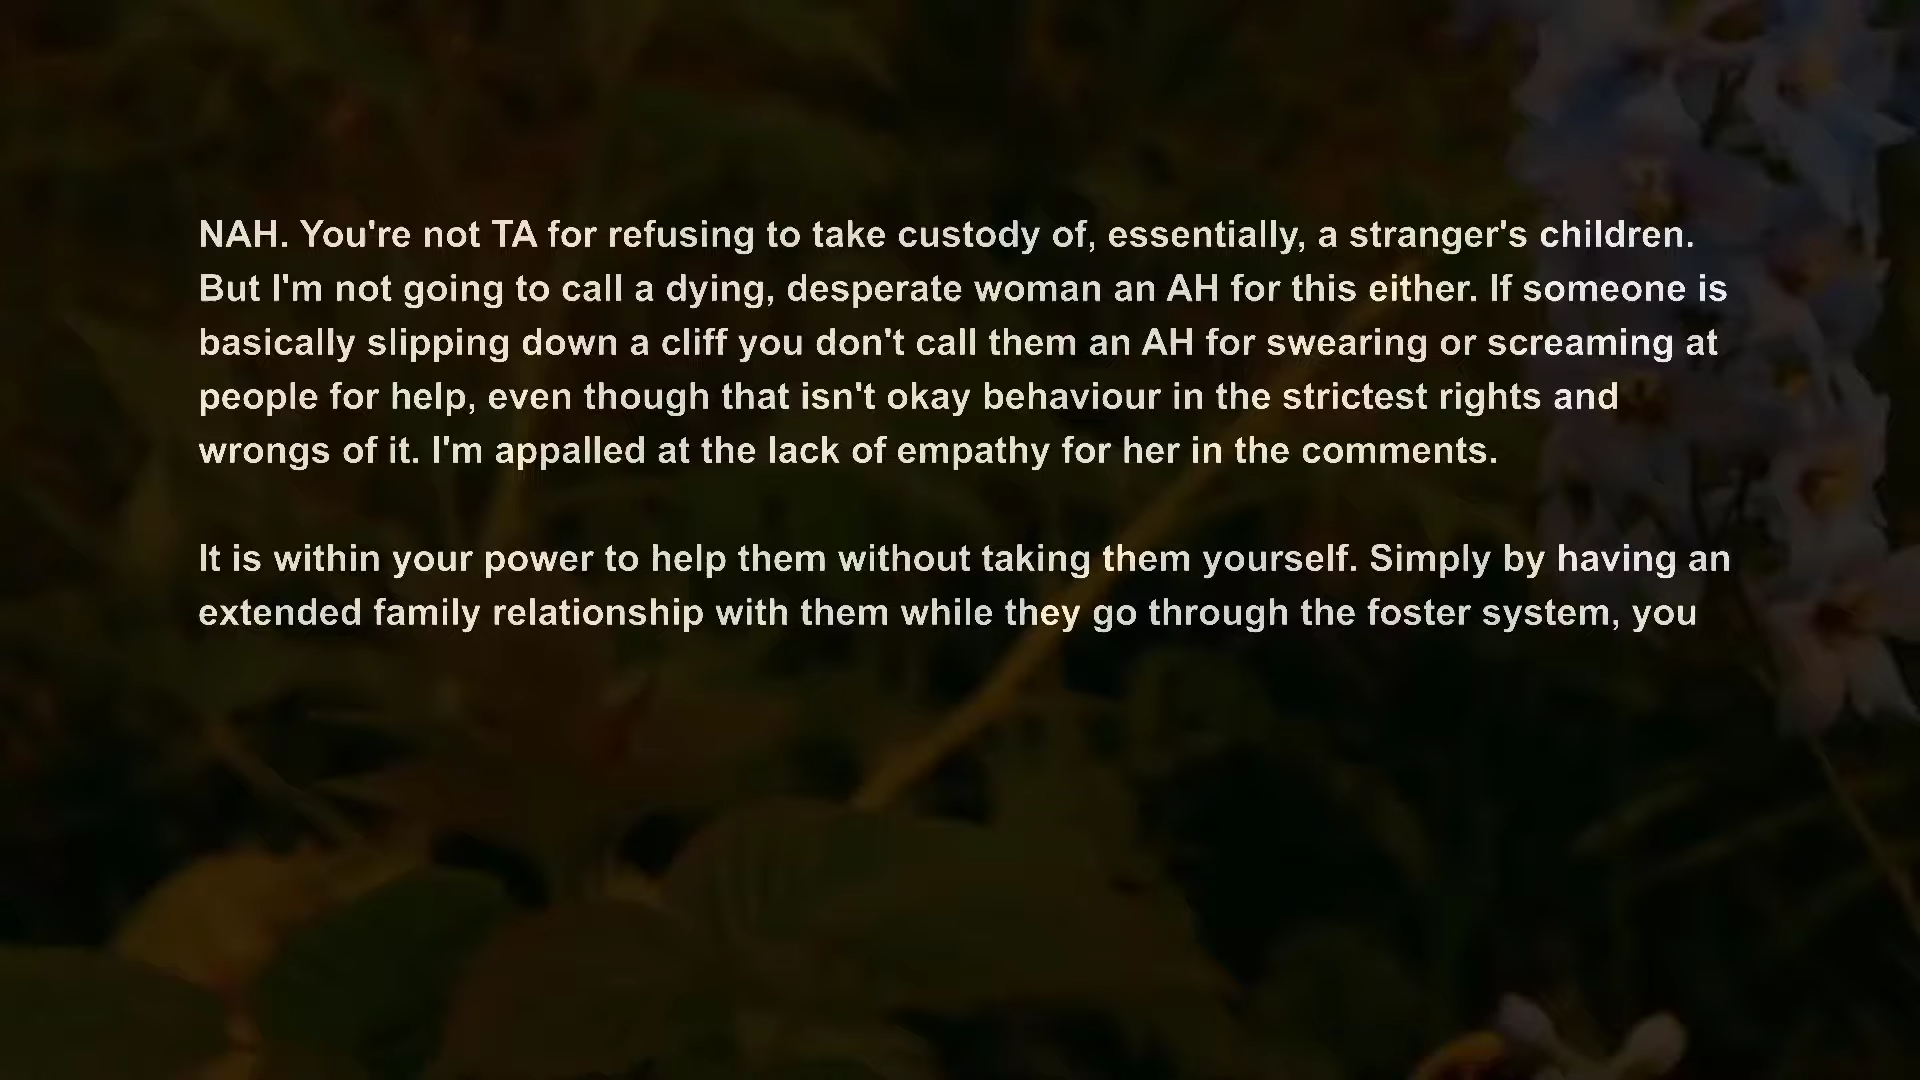 NAH. You're not TA for refusing to take custody of, essentially, a stranger's children.
But I'm not going to call a dying, desperate woman an AH for this either. If someone is
basically slipping down a cliff you don't call them an AH for swearing or screaming at
people for help, even though that isn't okay behaviour in the strictest rights and
wrongs of it. I'm appalled at the lack of empathy for her in the comments.
It is within your power to help them without taking them yourself. Simply by having an
extended family relationship with them while they go through the foster system, you